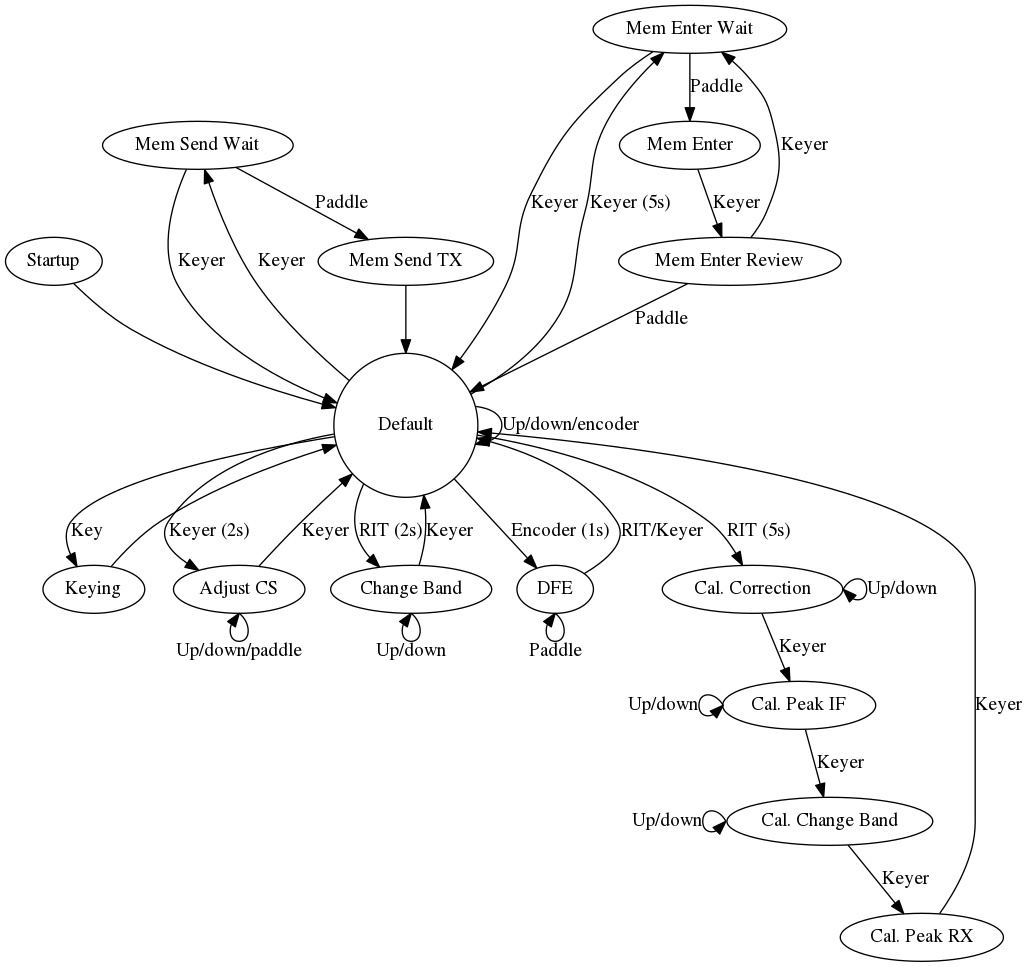 Mem Enter Wait
Paddle
Mem Send Wait
Mem Enter
Keyer
Paddle
Keyer
Keyer (5s)
Keyer
Startup
Keyer
Keyer
Mem Send TX
Mem Enter Review
Paddle
Default
Up/down/encoder
Key
Keyer (2s)
Keyer
RIT (2s)
Keyer
Encoder (1s)
RIT/Keyer
RIT (5s)
Keying
Adjust CS
Change Band
DFE
Cal. Correction
Up/down
Up/down/paddle
Up/down
Paddle
Keyer
Up/down
Cal. Peak IF
Keyer
Keyer
Up/down
Cal. Change Band
Keyer
Cal. Peak RX